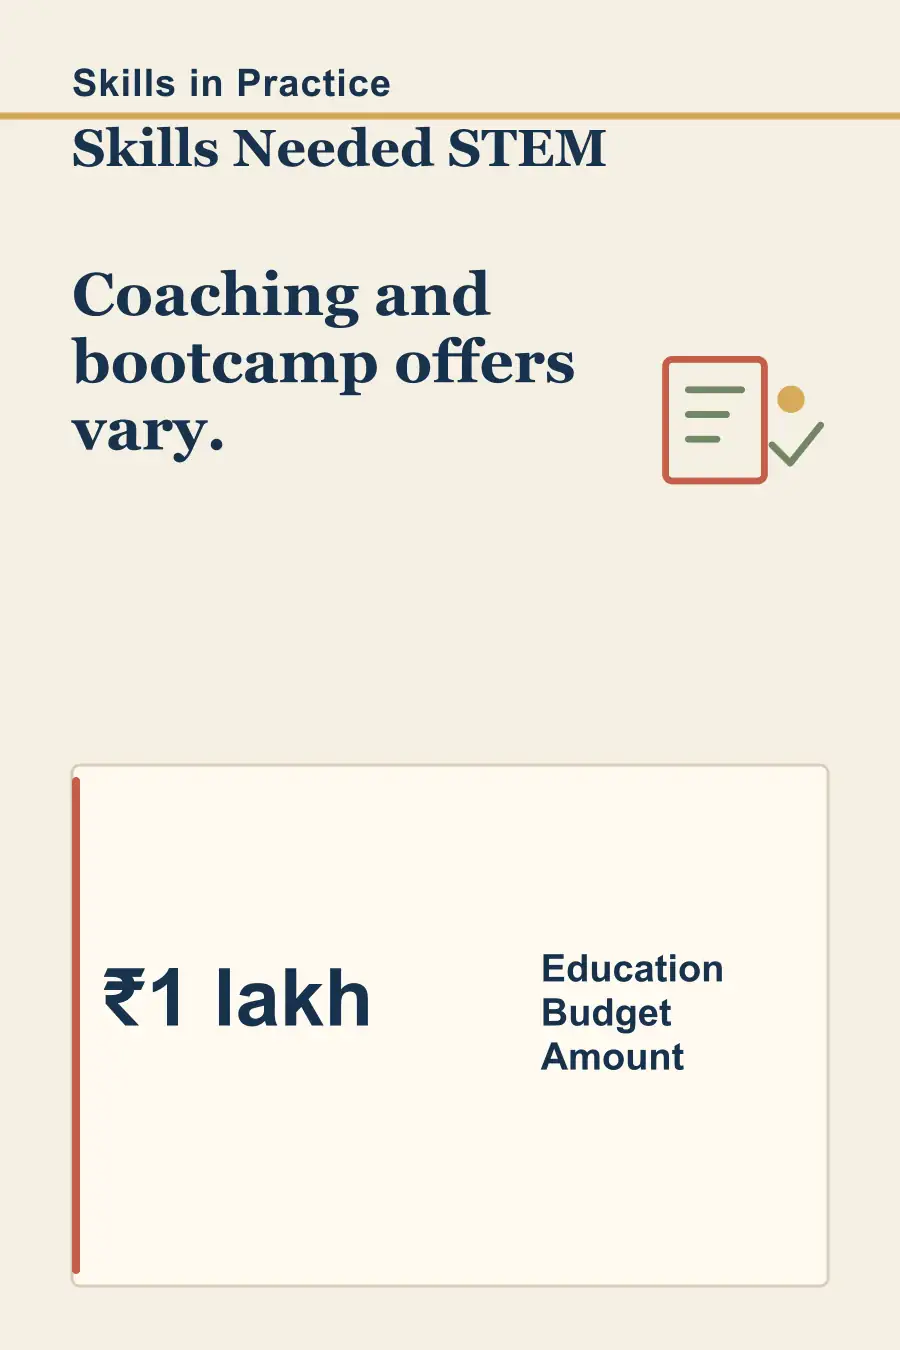 Skills in Practice
Skills Needed STEM
Coaching and
bootcamp offers
vary.
₹1 lakh
Education
Budget
Amount